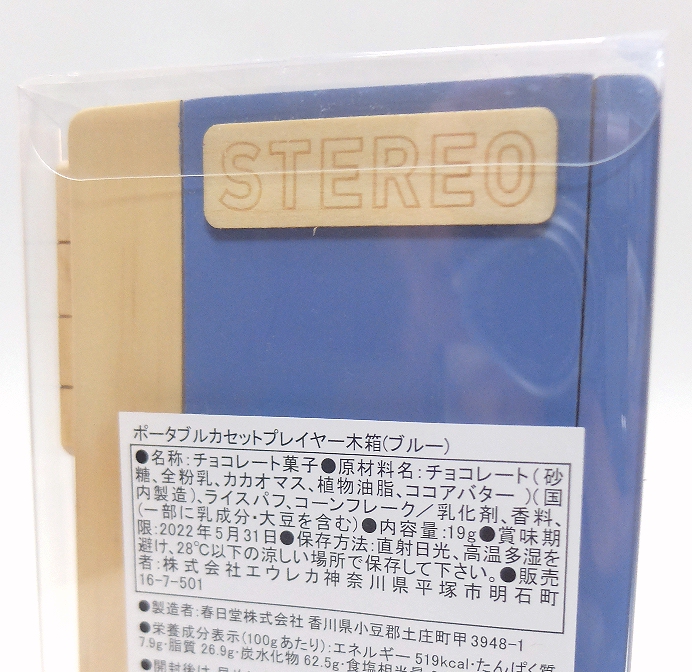 STEREO
ポータブルカセットプレイヤー木箱(ブルー)
●名称:チョコレート菓子●原材料名:チョコレート(砂
糖、全粉乳、カカオマス、植物油脂、ココアバター )(国
内製造)、ライスパフ、コーンフレーク/乳化剤、香料、
(一部に乳成分・大豆を含む)●内容量:19g●賞味期
限:2022年5月31日●保存方法:直射日光、高温多湿を
避け、28℃以下の涼しい場所で保存して下さい。●販売
者:株式会社エウレカ神奈川県平塚市明石町
16-7-501
●製造者:春日堂株式会社 香川県小豆郡土庄町甲3948-1
●栄養成分表示(100gあたり):エネルギー 519kcal・たんぱく質
7.9g・脂質 26.9g・炭水化物 62.5g・食塩相当量
●開封後は